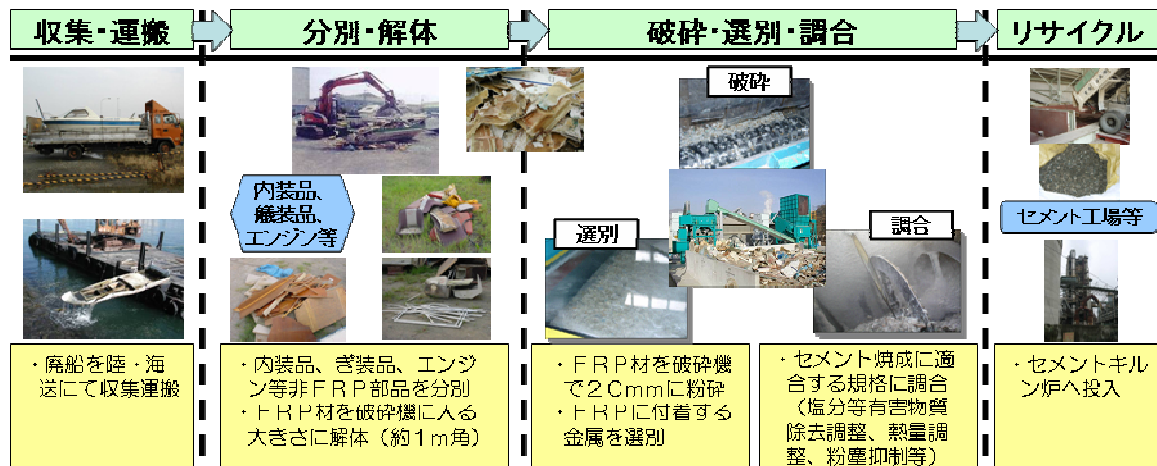 収集・運搬
分別・解体
破砕・選別・調合
リサイクル
内装品、
艤装品、
エンジン等
破砕
選別
調合
セメント工場等
・廃船を陸・海
送にて収集運搬
・内装品、ぎ装品、エンジ
ン等非ＦＲＰ部品を分別
・ＦＲＰ材を破砕機に入る
大きさに解体（約１ｍ角）
・ＦＲＰ材を破砕機
で２０mmに粉砕
・ＦＲＰに付着する
金属を選別
・セメント焼成に適
合する規格に調合
（塩分等有害物質
除去調整、熱量調
整、粉塵抑制等）
・セメントキル
ン炉へ投入